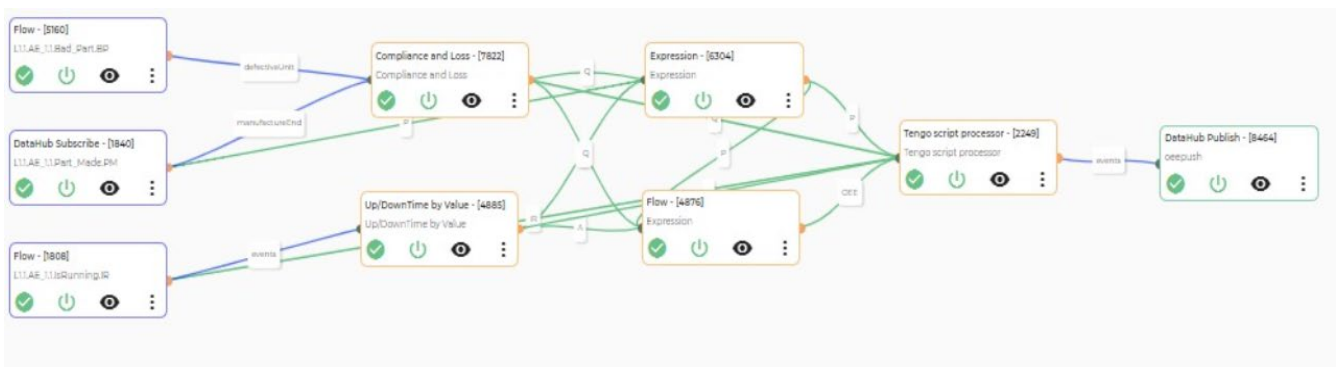 Flow - [5160]
L1.1.AE_1.1.Bad_Part.BP
defectiveUnit
manufactureEnd
DataHub Subscribe - [1840]
L1.1.AE_1.1.Part_Made.PM
Flow - [1808]
L1.1.AE_1.1.IsRunning.IR
events
Compliance and Loss - [7822]
Compliance and Loss
P
Up/DownTime by Value - [4885]
Up/DownTime by Value
Q
Q
R
A
Expression - [6304]
Expression
P
P
Flow - [4876]
Expression
OEE
Tengo script processor - [2249]
Tengo script processor
events
DataHub Publish - [8464]
oeepush